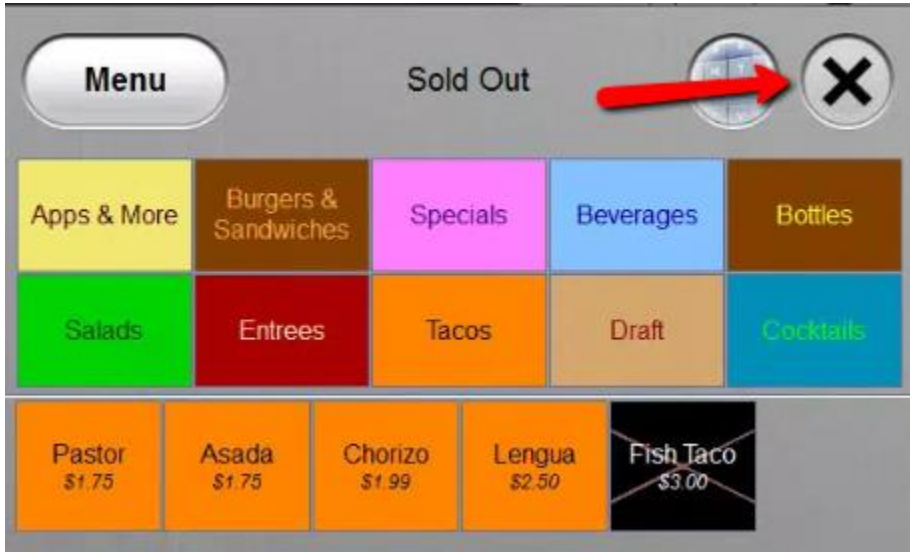 Menu
Sold Out
Apps & More
Burgers &
Sandwiches
Specials
Beverages
Bottles
Salads
Entrees
Tacos
Draft
Cocktails
Pastor
$1.75
Asada
$1.75
Chorizo
$1.99
Lengua
$2.50
Fish Taco
$3.00